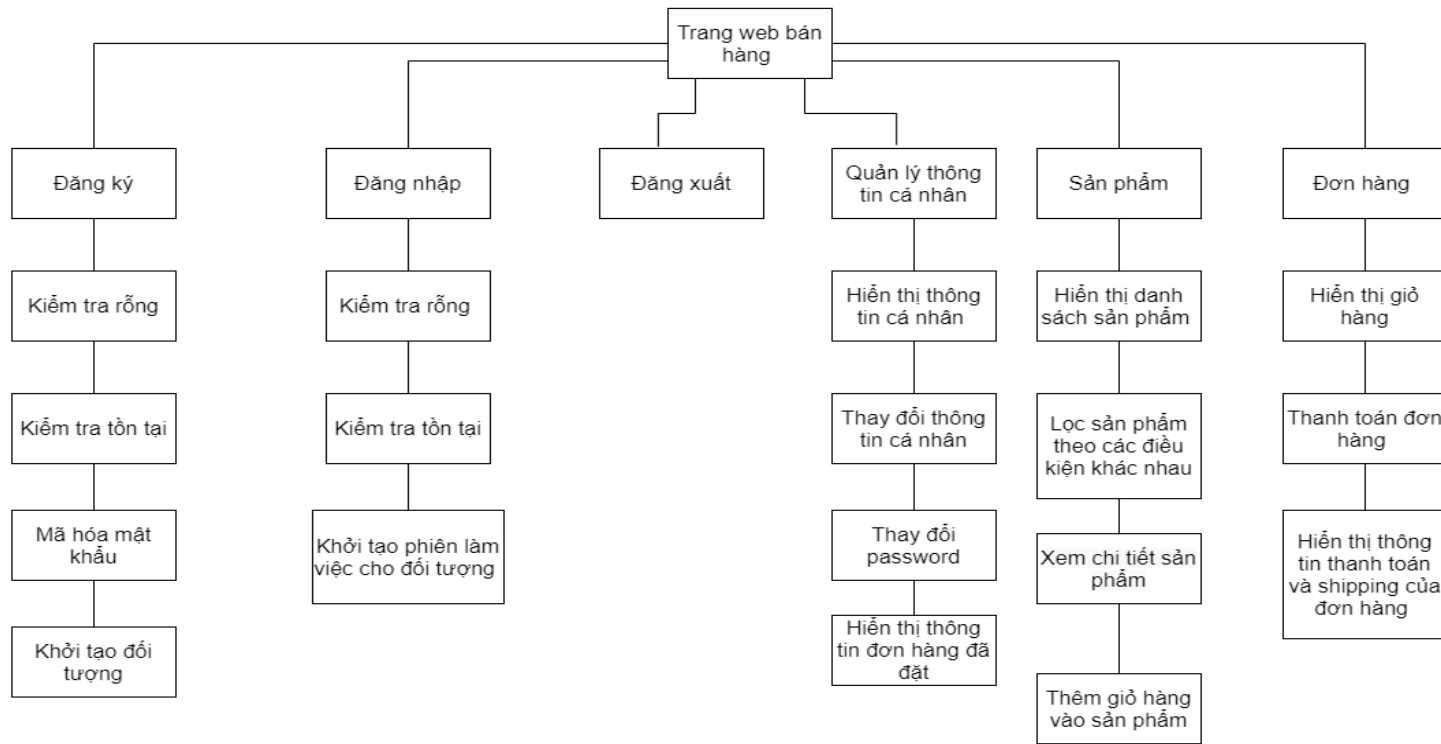 Trang web bán
hàng
Đăng ký
Đăng nhập
Đăng xuất
Quản lý thông
tin cá nhân
Sản phẩm
Đơn hàng
Kiểm tra rỗng
Kiểm tra rỗng
Hiển thị thông
tin cá nhân
Hiển thị danh
sách sản phẩm
Hiển thị giỏ
hàng
Kiểm tra tồn tại
Kiểm tra tồn tại
Thay đổi thông
tin cá nhân
Lọc sản phẩm
theo các điều
kiện khác nhau
Thanh toán đơn
hàng
Mã hóa mật
khẩu
Khởi tạo phiên làm
việc cho đối tượng
Thay đổi
password
Xem chi tiết sản
phẩm
Hiển thị thông
tin thanh toán
và shipping của
đơn hàng
Khởi tạo đối
tượng
Hiển thị thông
tin đơn hàng đã
đặt
Thêm giỏ hàng
vào sản phẩm